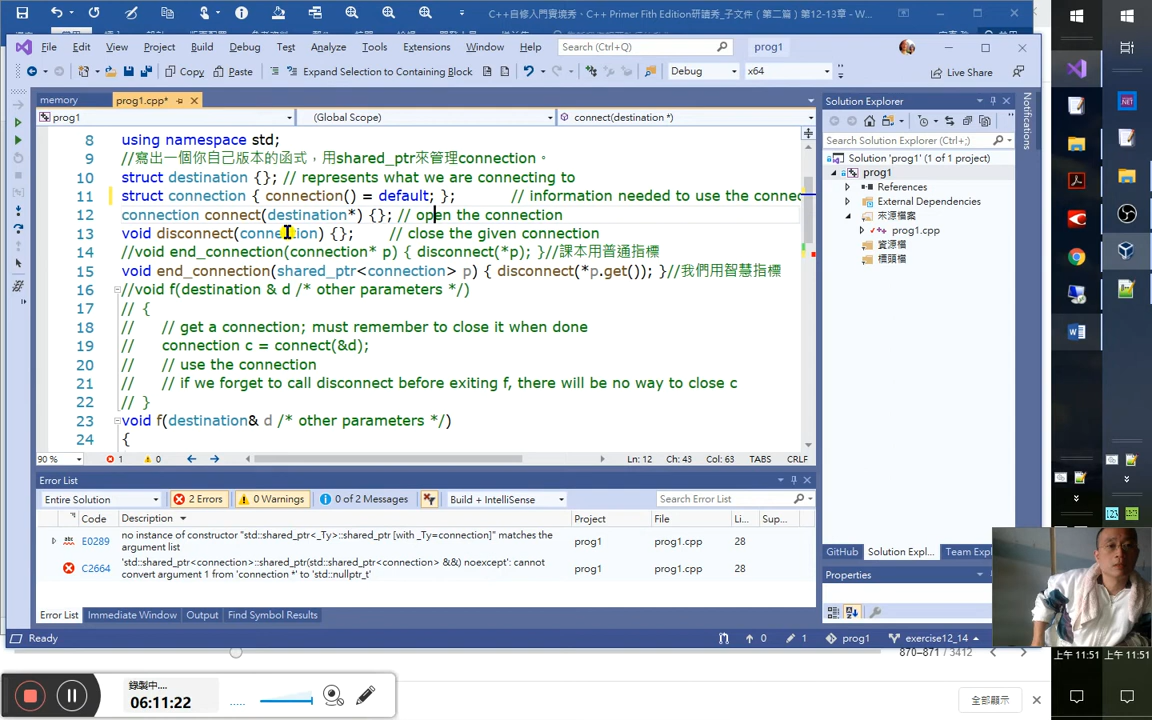 C++自修入門實境秀、C++ Primer Fifth Edition研讀秀_子文件（第二篇）第12-13章 - W...
File Edit View Project Build Debug Test Analyze Tools Extensions Window Help Search (Ctrl+Q) prog1
Copy Paste Expand Selection to Containing Block Debug x64 Live Share
memory prog1.cpp*
prog1 (Global Scope) connect(destination *)
8 using namespace std;
9 //寫出一個你自己版本的函式，用shared_ptr來管理connection。
10 struct destination {}; // represents what we are connecting to
11 struct connection { connection() = default; }; // information needed to use the connec
12 connection connect(destination*) {}; // open the connection
13 void disconnect(connection) {}; // close the given connection
14 //void end_connection(connection* p) { disconnect(*p); }//課本用普通指標
15 void end_connection(shared_ptr<connection> p) { disconnect(*p.get()); }//我們用智慧指標
16 //void f(destination & d /* other parameters */)
17 // {
18 // // get a connection; must remember to close it when done
19 // connection c = connect(&d);
20 // // use the connection
21 // // if we forget to call disconnect before exiting f, there will be no way to close c
22 // }
23 void f(destination& d /* other parameters */)
24 {
90 % 1 0 Ln: 12 Ch: 43 Col: 63 TABS CRLF
Error List
Entire Solution 2 Errors 0 Warnings 0 of 2 Messages Build + IntelliSense Search Error List
Code Description Project File Li... Sup...
E0289 no instance of constructor "std::shared_ptr<_Ty>::shared_ptr [with _Ty=connection]" matches the argument list prog1 prog1.cpp 28
C2664 'std::shared_ptr<connection>::shared_ptr(std::shared_ptr<connection> &&) noexcept': cannot convert argument 1 from 'connection *' to 'std::nullptr_t' prog1 prog1.cpp 28
Error List Immediate Window Output Find Symbol Results
Ready 0 1 prog1 exercise12_14
Solution Explorer
Search Solution Explorer (Ctrl+;)
Solution 'prog1' (1 of 1 project)
prog1
References
External Dependencies
來源檔案
prog1.cpp
資源檔
標頭檔
GitHub Solution Expl... Team Expl
Properties
Notifications
870–871 / 3412
錄製中....
06:11:22
全部顯示
上午 11:51 上午 11:51